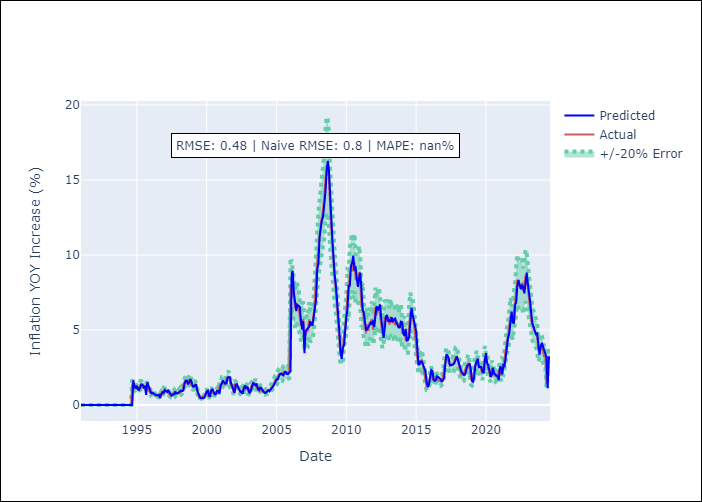 20
15
10
5
0
Inflation YOY Increase (%)
RMSE: 0.48 | Naive RMSE: 0.8 | MAPE: nan%
Predicted
Actual
+/-20% Error
1995
2000
2005
2010
2015
2020
Date